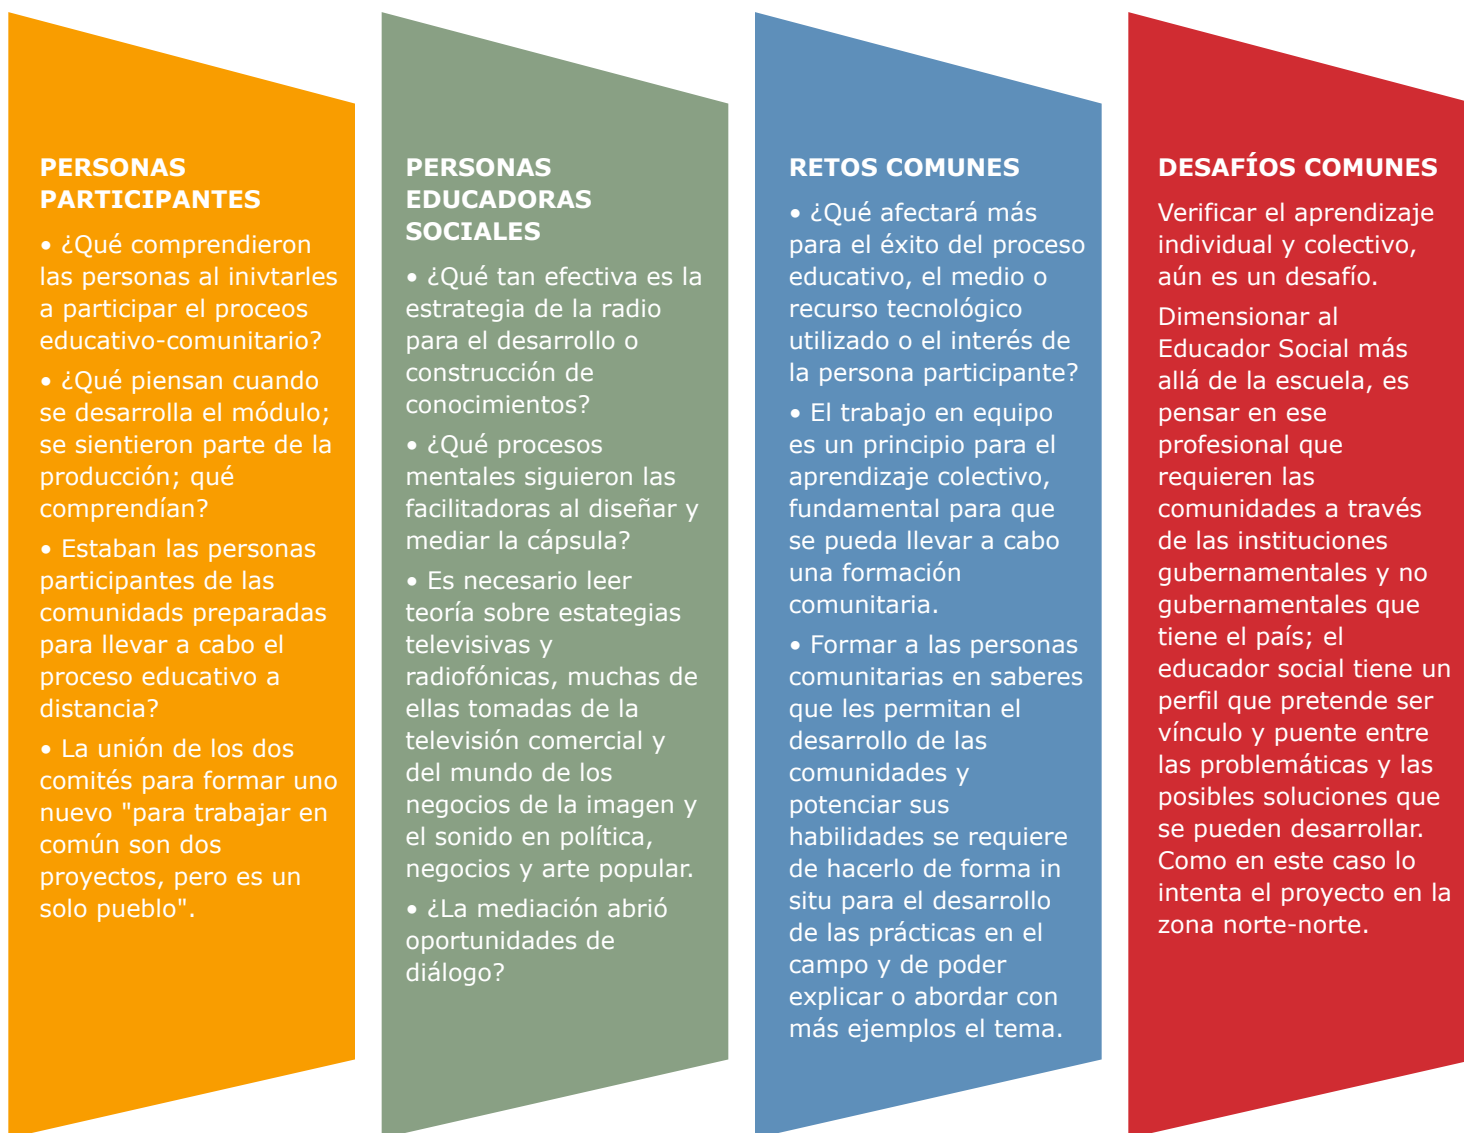 PERSONAS
PARTICIPANTES
• ¿Qué comprendieron
las personas al inivtarles
a participar el proceos
educativo-comunitario?
• ¿Qué piensan cuando
se desarrolla el módulo;
se sientieron parte de la
producción; qué
comprendían?
• Estaban las personas
participantes de las
comunidads preparadas
para llevar a cabo el
proceso educativo a
distancia?
• La unión de los dos
comités para formar uno
nuevo "para trabajar en
común son dos
proyectos, pero es un
solo pueblo".
PERSONAS
EDUCADORAS
SOCIALES
• ¿Qué tan efectiva es la
estrategia de la radio
para el desarrollo o
construcción de
conocimientos?
• ¿Qué procesos
mentales siguieron las
facilitadoras al diseñar y
mediar la cápsula?
• Es necesario leer
teoría sobre estategias
televisivas y
radiofónicas, muchas de
ellas tomadas de la
televisión comercial y
del mundo de los
negocios de la imagen y
el sonido en política,
negocios y arte popular.
• ¿La mediación abrió
oportunidades de
diálogo?
RETOS COMUNES
• ¿Qué afectará más
para el éxito del proceso
educativo, el medio o
recurso tecnológico
utilizado o el interés de
la persona participante?
• El trabajo en equipo
es un principio para el
aprendizaje colectivo,
fundamental para que
se pueda llevar a cabo
una formación
comunitaria.
• Formar a las personas
comunitarias en saberes
que les permitan el
desarrollo de las
comunidades y
potenciar sus
habilidades se requiere
de hacerlo de forma in
situ para el desarrollo
de las prácticas en el
campo y de poder
explicar o abordar con
más ejemplos el tema.
DESAFÍOS COMUNES
Verificar el aprendizaje
individual y colectivo,
aún es un desafío.
Dimensionar al
Educador Social más
allá de la escuela, es
pensar en ese
profesional que
requieren las
comunidades a través
de las instituciones
gubernamentales y no
gubernamentales que
tiene el país; el
educador social tiene un
perfil que pretende ser
vínculo y puente entre
las problemáticas y las
posibles soluciones que
se pueden desarrollar.
Como en este caso lo
intenta el proyecto en la
zona norte-norte.